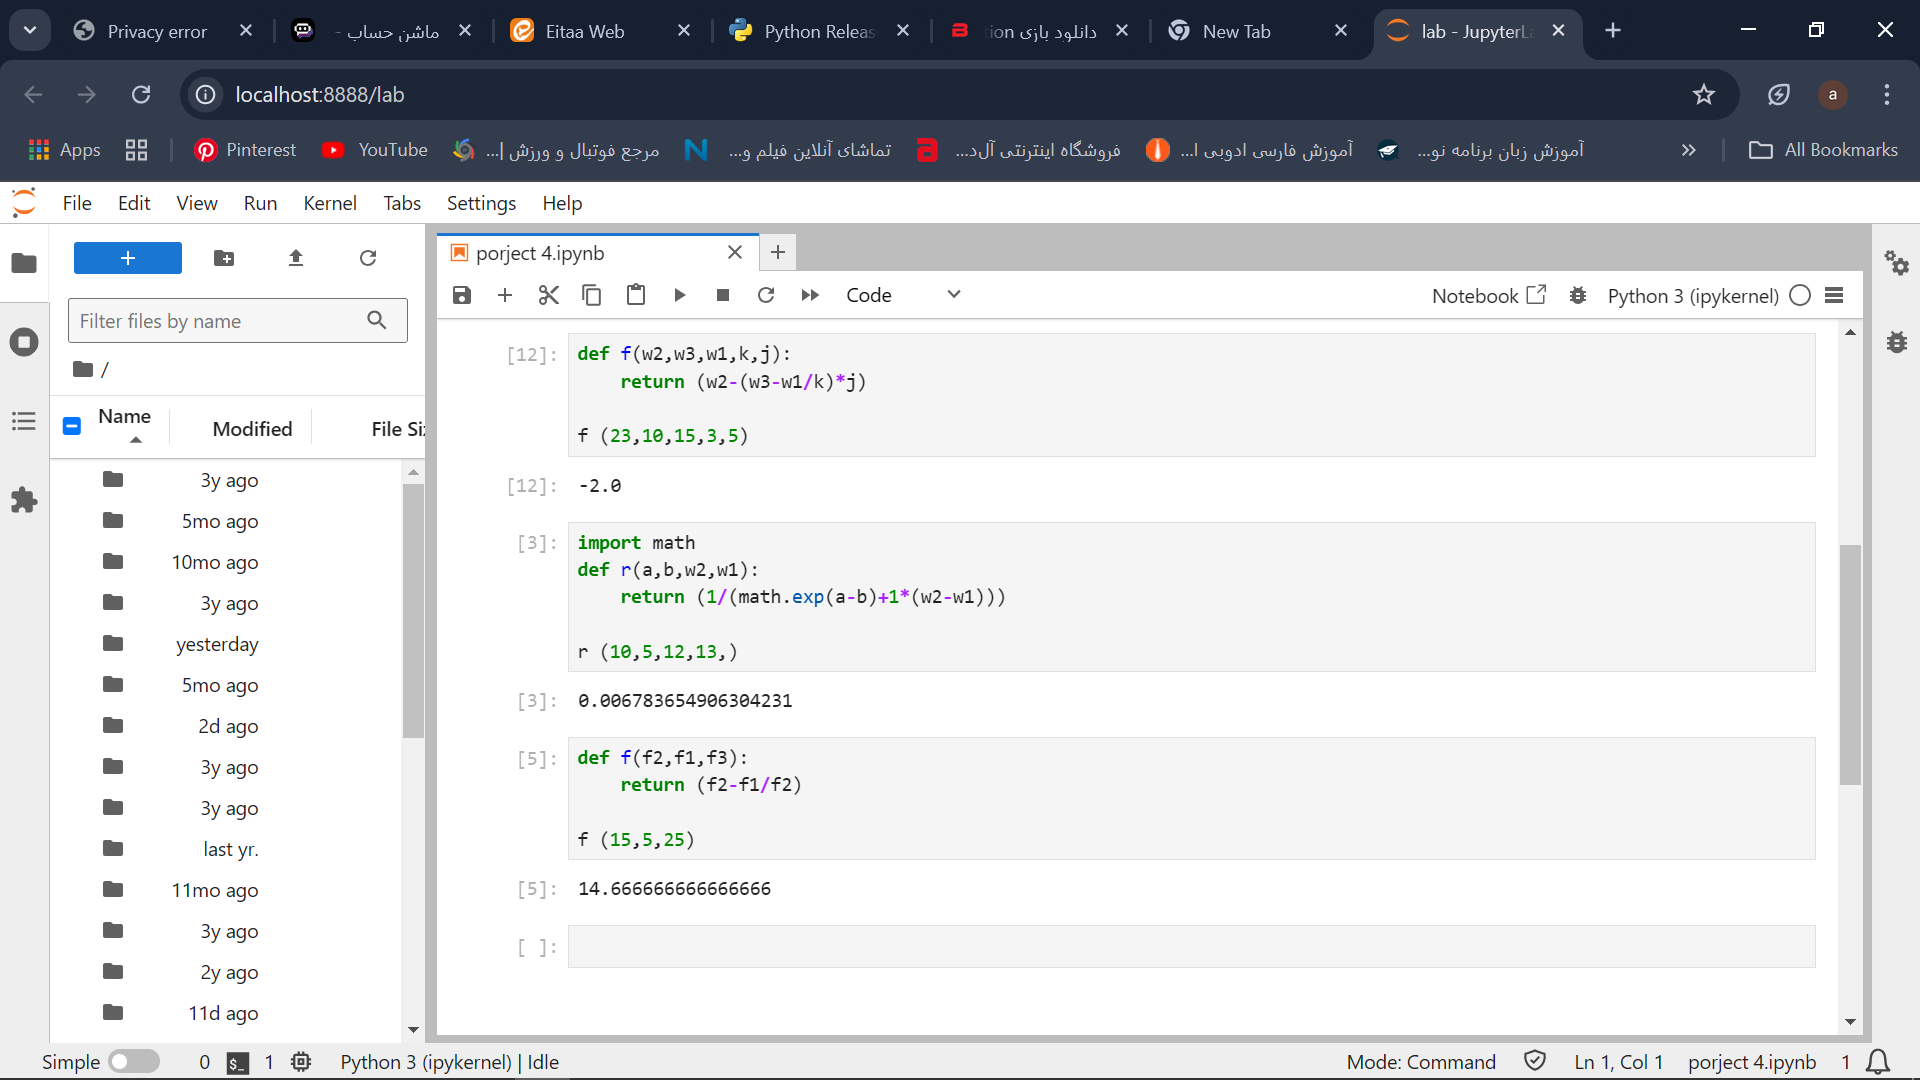 Privacy error
ماشن حساب -
Eitaa Web
Python Releas
دانلود بازی tion
New Tab
lab - JupyterLa
localhost:8888/lab
a
Apps
Pinterest
YouTube
مرجع فوتبال و ورزش |...
تماشای آنلاین فیلم و...
فروشگاه اینترنتی آل‌د...
آموزش فارسی ادوبی ا...
آموزش زبان برنامه نو...
All Bookmarks
File Edit View Run Kernel Tabs Settings Help
porject 4.ipynb
Code
Notebook
Python 3 (ipykernel)
Filter files by name
/
Name
Modified
File Siz
3y ago
5mo ago
10mo ago
3y ago
yesterday
5mo ago
2d ago
3y ago
3y ago
last yr.
11mo ago
3y ago
2y ago
11d ago
[12]: def f(w2,w3,w1,k,j):
    return (w2-(w3-w1/k)*j)
f (23,10,15,3,5)
[12]: -2.0
[3]: import math
def r(a,b,w2,w1):
    return (1/(math.exp(a-b)+1*(w2-w1)))
r (10,5,12,13,)
[3]: 0.006783654906304231
[5]: def f(f2,f1,f3):
    return (f2-f1/f2)
f (15,5,25)
[5]: 14.666666666666666
[ ]:
Simple 0 $_ 1 Python 3 (ipykernel) | Idle
Mode: Command Ln 1, Col 1 porject 4.ipynb 1